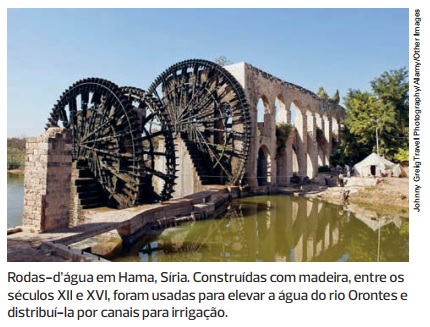 Johnny Greig Travel Photography/Alamy/Other Images
Rodas-d'água em Hama, Síria. Construídas com madeira, entre os
séculos XII e XVI, foram usadas para elevar a água do rio Orontes e
distribuí-la por canais para irrigação.